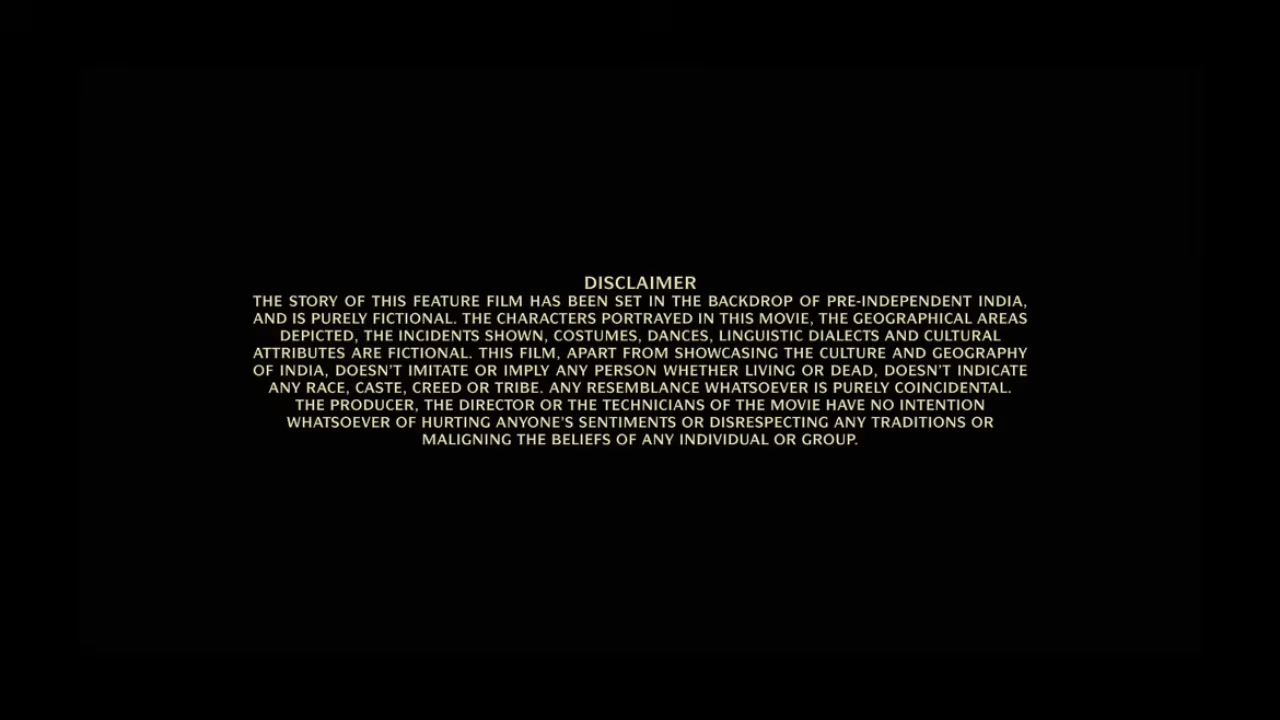 DISCLAIMER
THE STORY OF THIS FEATURE FILM HAS BEEN SET IN THE BACKDROP OF PRE-INDEPENDENT INDIA,
AND IS PURELY FICTIONAL. THE CHARACTERS PORTRAYED IN THIS MOVIE, THE GEOGRAPHICAL AREAS
DEPICTED, THE INCIDENTS SHOWN, COSTUMES, DANCES, LINGUISTIC DIALECTS AND CULTURAL
ATTRIBUTES ARE FICTIONAL. THIS FILM, APART FROM SHOWCASING THE CULTURE AND GEOGRAPHY
OF INDIA, DOESN'T IMITATE OR IMPLY ANY PERSON WHETHER LIVING OR DEAD, DOESN'T INDICATE
ANY RACE, CASTE, CREED OR TRIBE. ANY RESEMBLANCE WHATSOEVER IS PURELY COINCIDENTAL.
THE PRODUCER, THE DIRECTOR OR THE TECHNICIANS OF THE MOVIE HAVE NO INTENTION
WHATSOEVER OF HURTING ANYONE'S SENTIMENTS OR DISRESPECTING ANY TRADITIONS OR
MALIGNING THE BELIEFS OF ANY INDIVIDUAL OR GROUP.